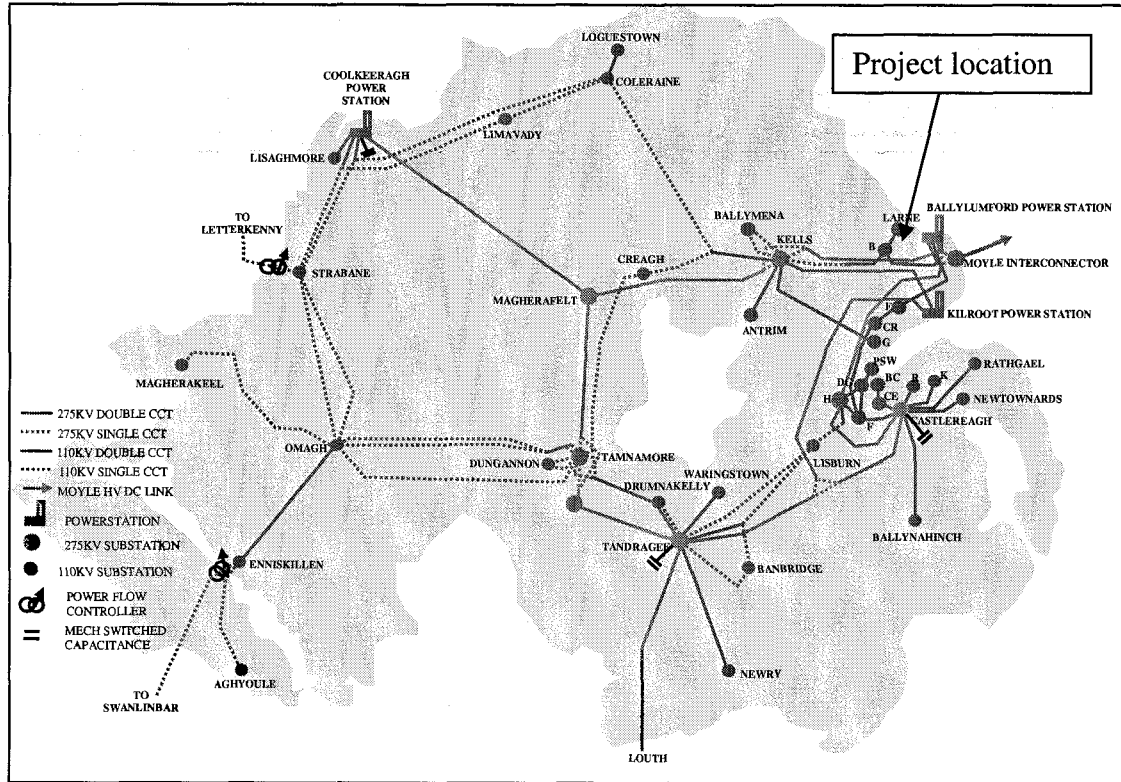 LOGUESTOWN
Project location
COOLKEERAGH
POWER
STATION
COLERAINE
LIMAVADY
LISAGHMORE
TO
LETTERKENNY
BALLYMENA
LARNE
BALLYLUMFORD POWER STATION
KELLS
B
MOYLE INTERCONNECTOR
STRABANE
CREAGH
MAGHERAFELT
E
KILROOT POWER STATION
ANTRIM
CR
G
MAGHERAKEEL
PSW
RATHGAEL
DG
BC
R
K
H
CE
NEWTOWNARDS
F
CASTLEREAGH
275KV DOUBLE CCT
275KV SINGLE CCT
110KV DOUBLE CCT
110KV SINGLE CCT
MOYLE HV DC LINK
POWERSTATION
275KV SUBSTATION
110KV SUBSTATION
POWER FLOW
CONTROLLER
MECH SWITCHED
CAPACITANCE
OMAGH
DUNGANNON
TAMNAMORE
LISBURN
WARINGSTOWN
DRUMNAKELLY
TANDRAGEE
BALLYNAHINCH
BANBRIDGE
ENNISKILLEN
AGHYOULE
TO
SWANLINBAR
NEWRY
LOUTH